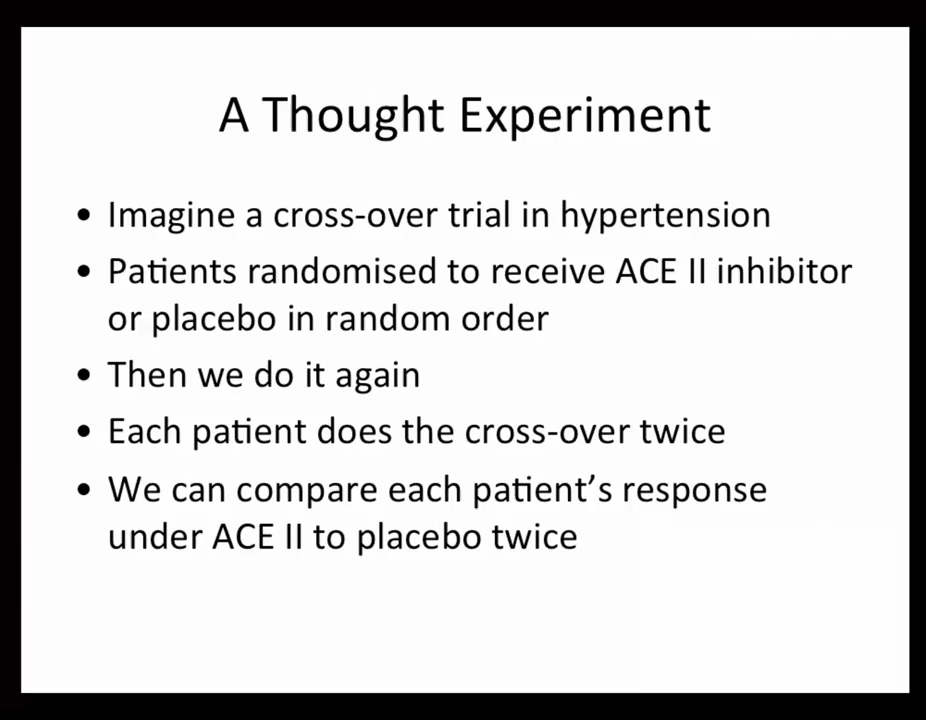 A Thought Experiment
• Imagine a cross-over trial in hypertension
• Patients randomised to receive ACE II inhibitor
or placebo in random order
• Then we do it again
• Each patient does the cross-over twice
• We can compare each patient’s response
under ACE II to placebo twice